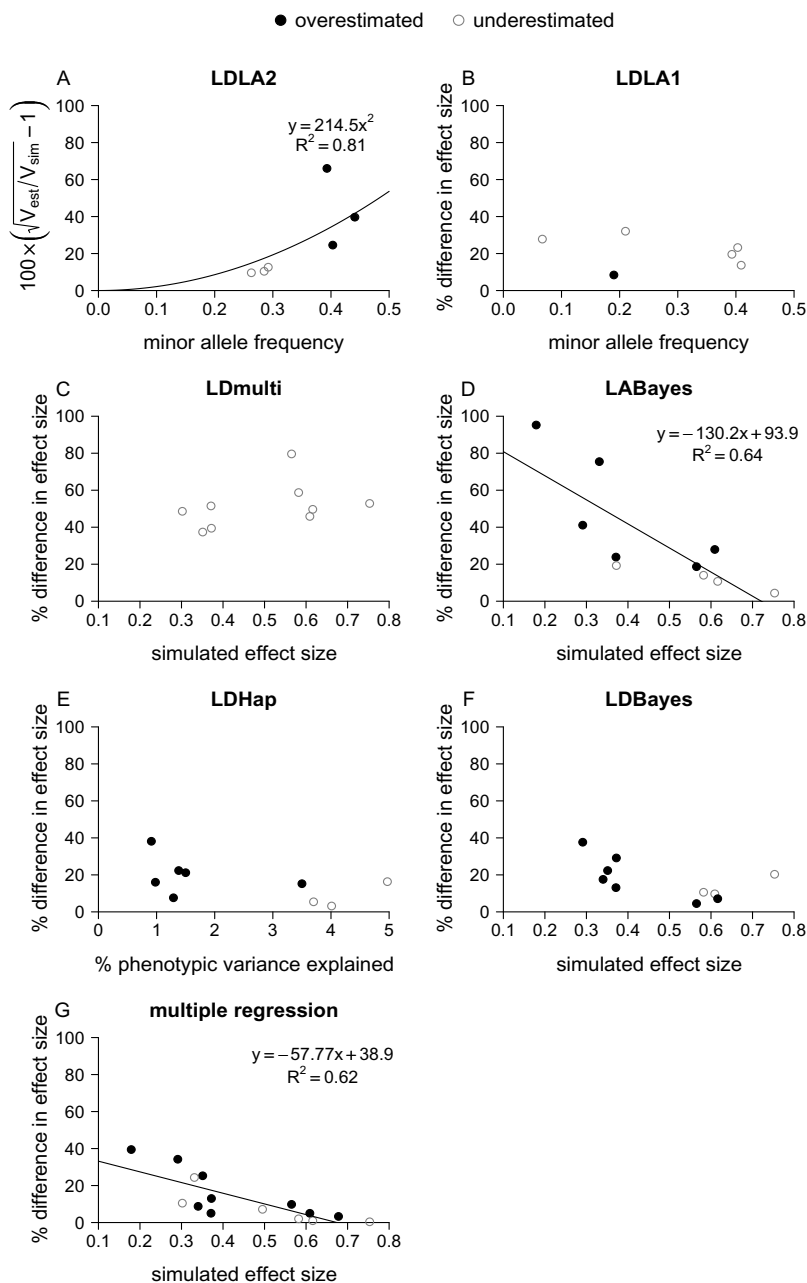 ● overestimated ○ underestimated
A LDLA2
100 × (√V_est/V_sim − 1)
100
80
60
40
20
0
y = 214.5x²
R² = 0.81
0.0 0.1 0.2 0.3 0.4 0.5
minor allele frequency
B LDLA1
% difference in effect size
100
80
60
40
20
0
0.0 0.1 0.2 0.3 0.4 0.5
minor allele frequency
C LDmulti
% difference in effect size
100
80
60
40
20
0
0.1 0.2 0.3 0.4 0.5 0.6 0.7 0.8
simulated effect size
D LABayes
% difference in effect size
100
80
60
40
20
0
y = −130.2x + 93.9
R² = 0.64
0.1 0.2 0.3 0.4 0.5 0.6 0.7 0.8
simulated effect size
E LDHap
% difference in effect size
100
80
60
40
20
0
0 1 2 3 4 5
% phenotypic variance explained
F LDBayes
% difference in effect size
100
80
60
40
20
0
0.1 0.2 0.3 0.4 0.5 0.6 0.7 0.8
simulated effect size
G multiple regression
% difference in effect size
100
80
60
40
20
0
y = −57.77x + 38.9
R² = 0.62
0.1 0.2 0.3 0.4 0.5 0.6 0.7 0.8
simulated effect size